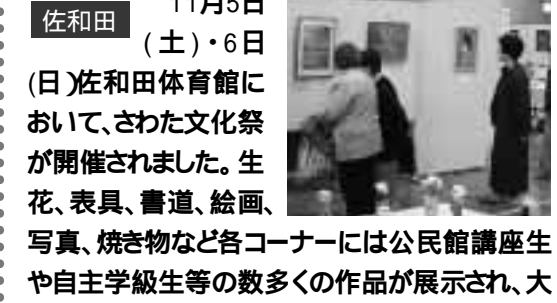 佐和田
11月5日
(土)・6日
(日)佐和田体育館に
おいて、さわた文化祭
が開催されました。生
花、表具、書道、絵画、
写真、焼き物など各コーナーには公民館講座生
や自主学級生等の数多くの作品が展示され、大